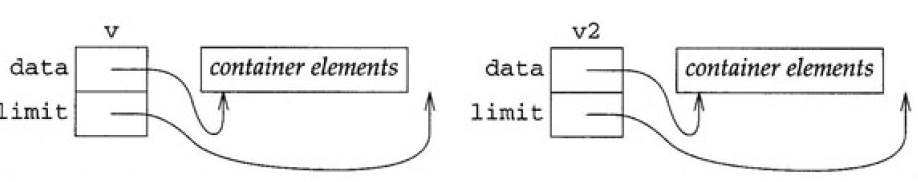 v v2
data container elements data container elements
limit limit